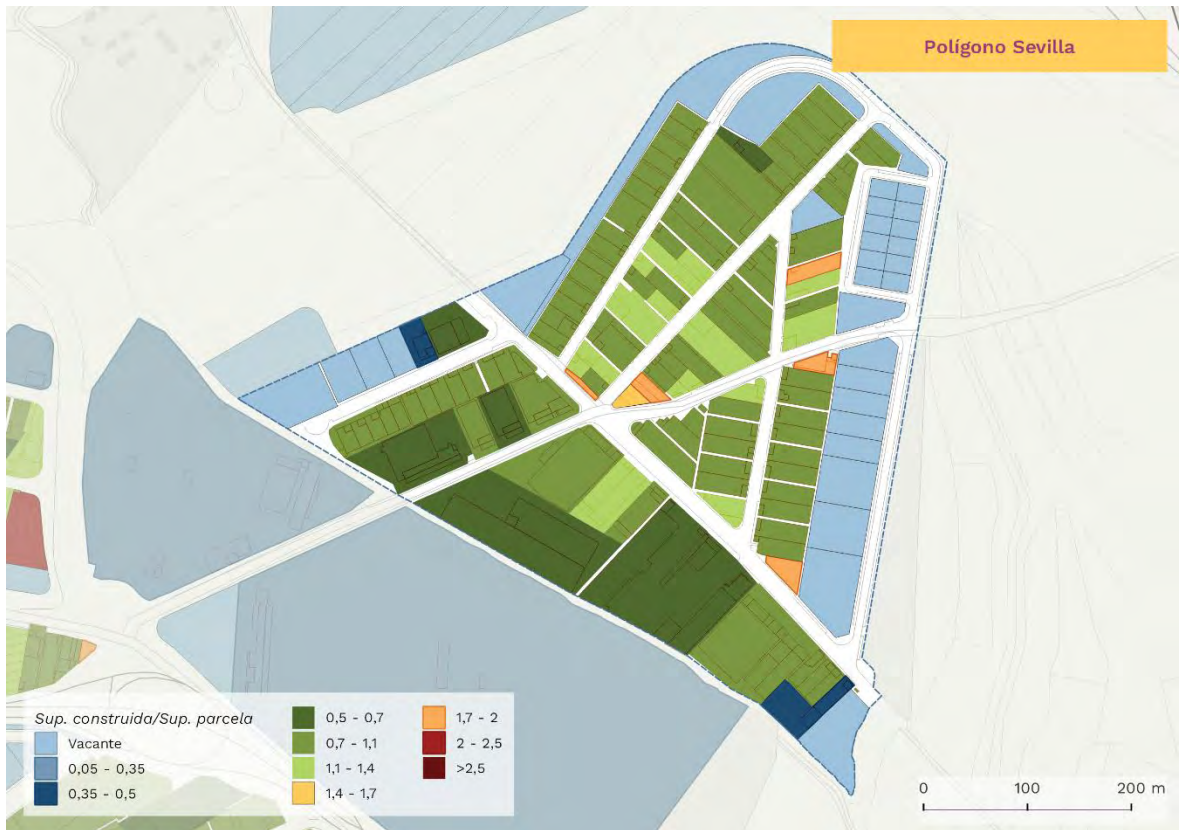 Polígono Sevilla
Sup. construida/Sup. parcela
Vacante
0,05 - 0,35
0,35 - 0,5
0,5 - 0,7
0,7 - 1,1
1,1 - 1,4
1,4 - 1,7
1,7 - 2
2 - 2,5
>2,5
0 100 200 m